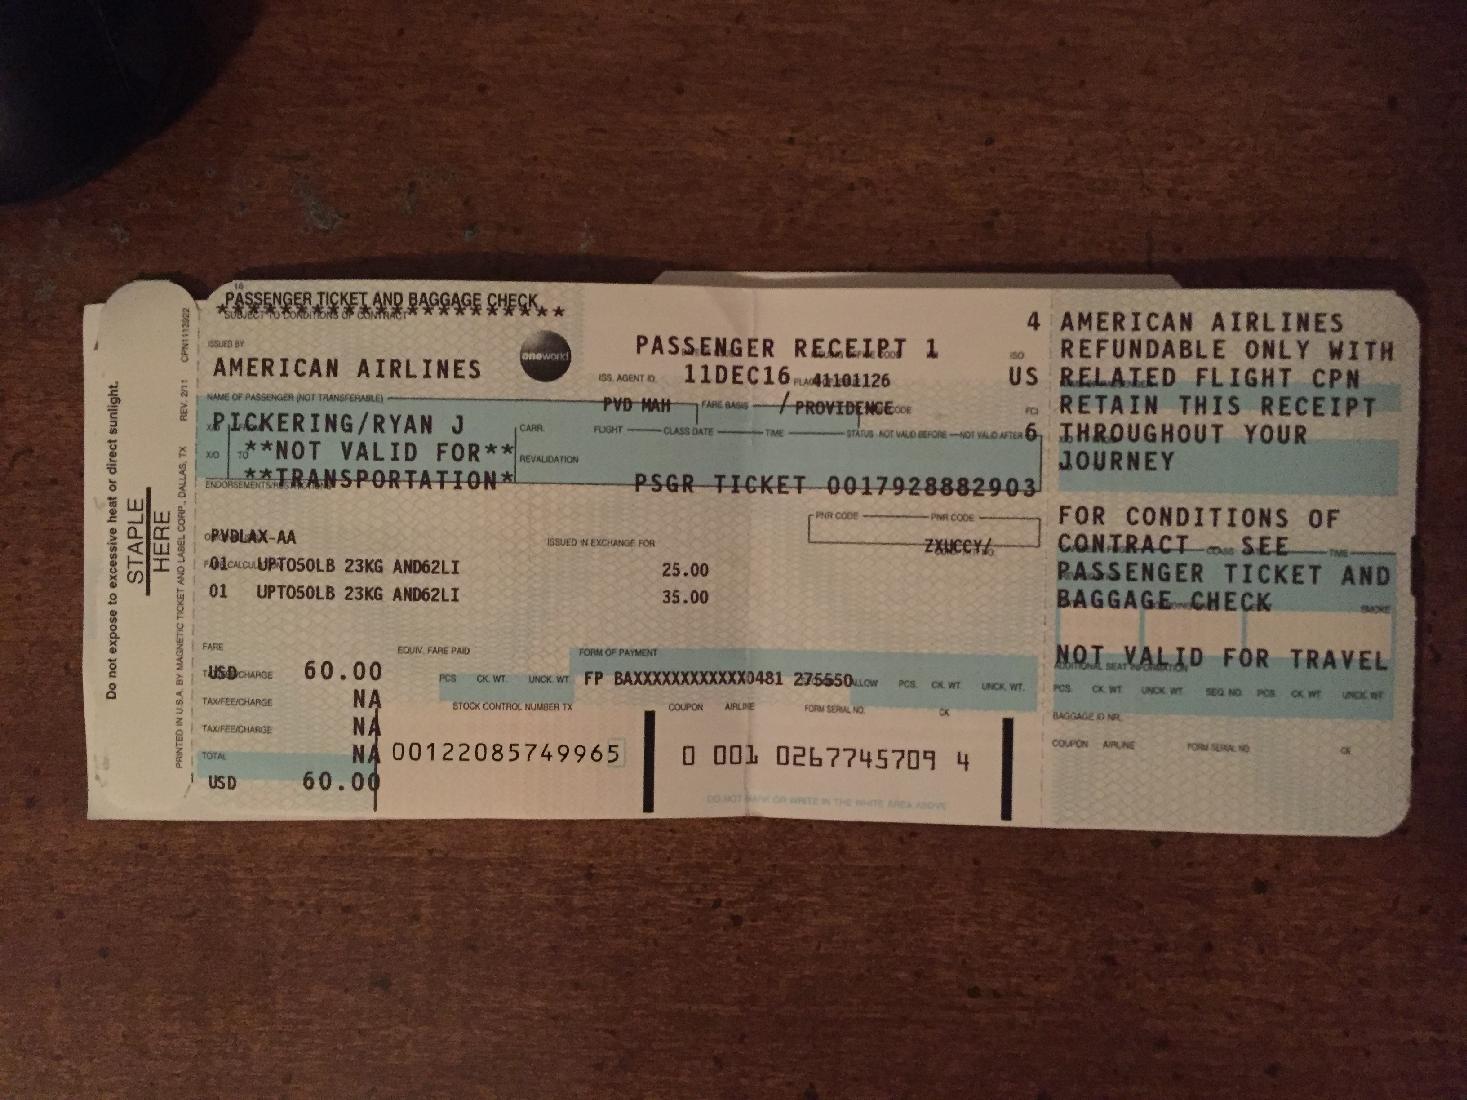 Do not expose to excessive heat or direct sunlight.
STAPLE
HERE
PRINTED IN U.S.A. BY MAGNETIC TICKET AND LABEL CORP., DALLAS, TX REV. 2/11 CPN1113922
PASSENGER TICKET AND BAGGAGE CHECK
**********************
SUBJECT TO CONDITIONS OF CONTRACT
ISSUED BY
AMERICAN AIRLINES
oneworld
PASSENGER RECEIPT 1
4
ISS. AGENT ID. 11DEC16 41101126
ISO
US
NAME OF PASSENGER (NOT TRANSFERABLE)
PVD MAH FARE BASIS / PROVIDENCE
FCI
PICKERING/RYAN J
CARR. FLIGHT CLASS DATE TIME STATUS NOT VALID BEFORE NOT VALID AFTER 6
X/O TO **NOT VALID FOR**
REVALIDATION
**TRANSPORTATION*
PSGR TICKET 0017928882903
PNR CODE PNR CODE
PVDLAX-AA
ISSUED IN EXCHANGE FOR
ZXUCCY/
01 UPTO50LB 23KG AND62LI 25.00
01 UPTO50LB 23KG AND62LI 35.00
FARE
EQUIV. FARE PAID
FORM OF PAYMENT
USD 60.00
PCS. CK. WT. UNCK. WT. FP BAXXXXXXXXXXXX0481 275550 ALLOW PCS. CK. WT. UNCK. WT.
TAX/FEE/CHARGE NA
STOCK CONTROL NUMBER TX COUPON AIRLINE FORM SERIAL NO. CK
TAX/FEE/CHARGE NA
TOTAL NA
00122085749965 0 001 0267745709 4
USD 60.00
DO NOT MARK OR WRITE IN THE WHITE AREA ABOVE
AMERICAN AIRLINES
REFUNDABLE ONLY WITH
RELATED FLIGHT CPN
RETAIN THIS RECEIPT
THROUGHOUT YOUR
JOURNEY
FOR CONDITIONS OF
CONTRACT - SEE
PASSENGER TICKET AND
BAGGAGE CHECK
SMOKE
NOT VALID FOR TRAVEL
ADDITIONAL SEAT INFORMATION
PCS. CK. WT. UNCK. WT. SEQ. NO. PCS. CK. WT. UNCK. WT.
BAGGAGE ID NR.
COUPON AIRLINE FORM SERIAL NO. CK